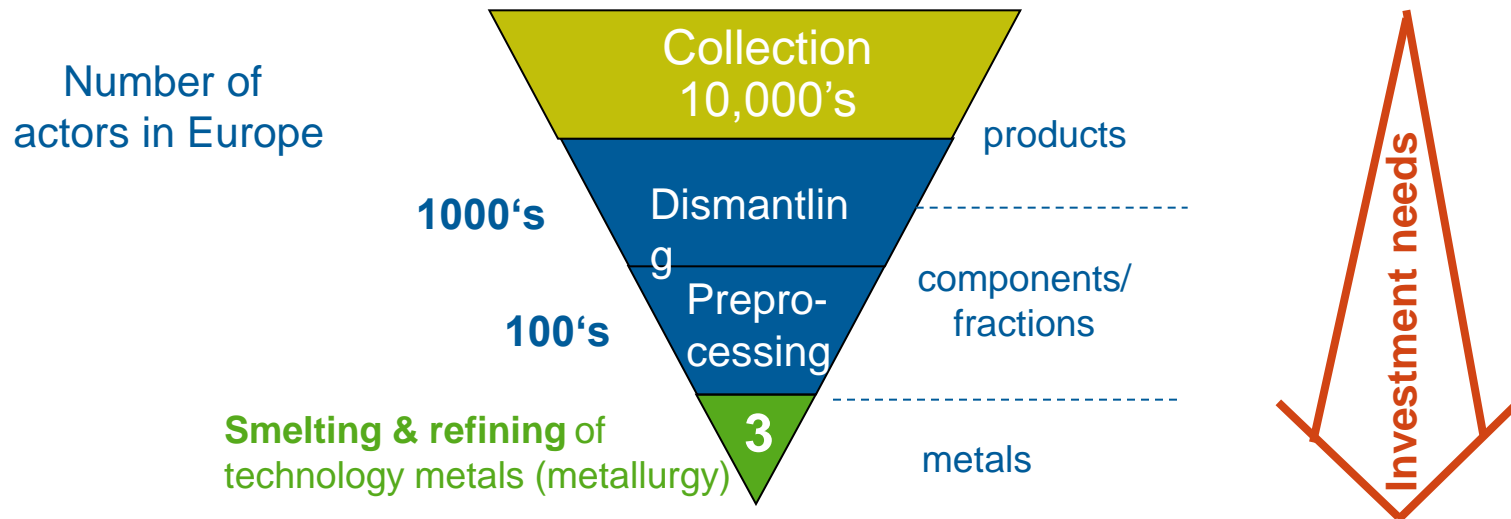 Number of
actors in Europe
Collection
10,000's
products
1000‘s
Dismantlin
g
components/
fractions
100‘s
Prepro-
cessing
Smelting & refining of
technology metals (metallurgy)
3
metals
Investment needs